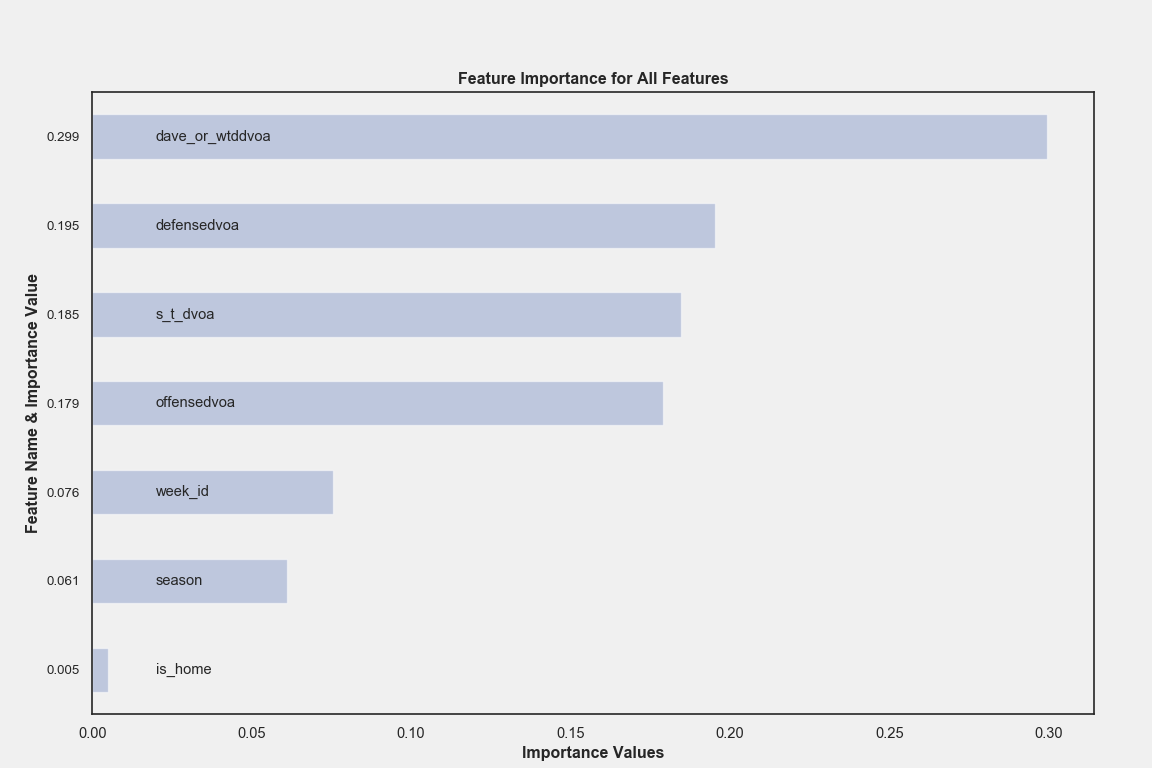 Feature Importance for All Features
0.299 dave_or_wtddvoa
0.195 defensedvoa
0.185 s_t_dvoa
0.179 offensedvoa
0.076 week_id
0.061 season
0.005 is_home
Feature Name & Importance Value
0.00 0.05 0.10 0.15 0.20 0.25 0.30
Importance Values